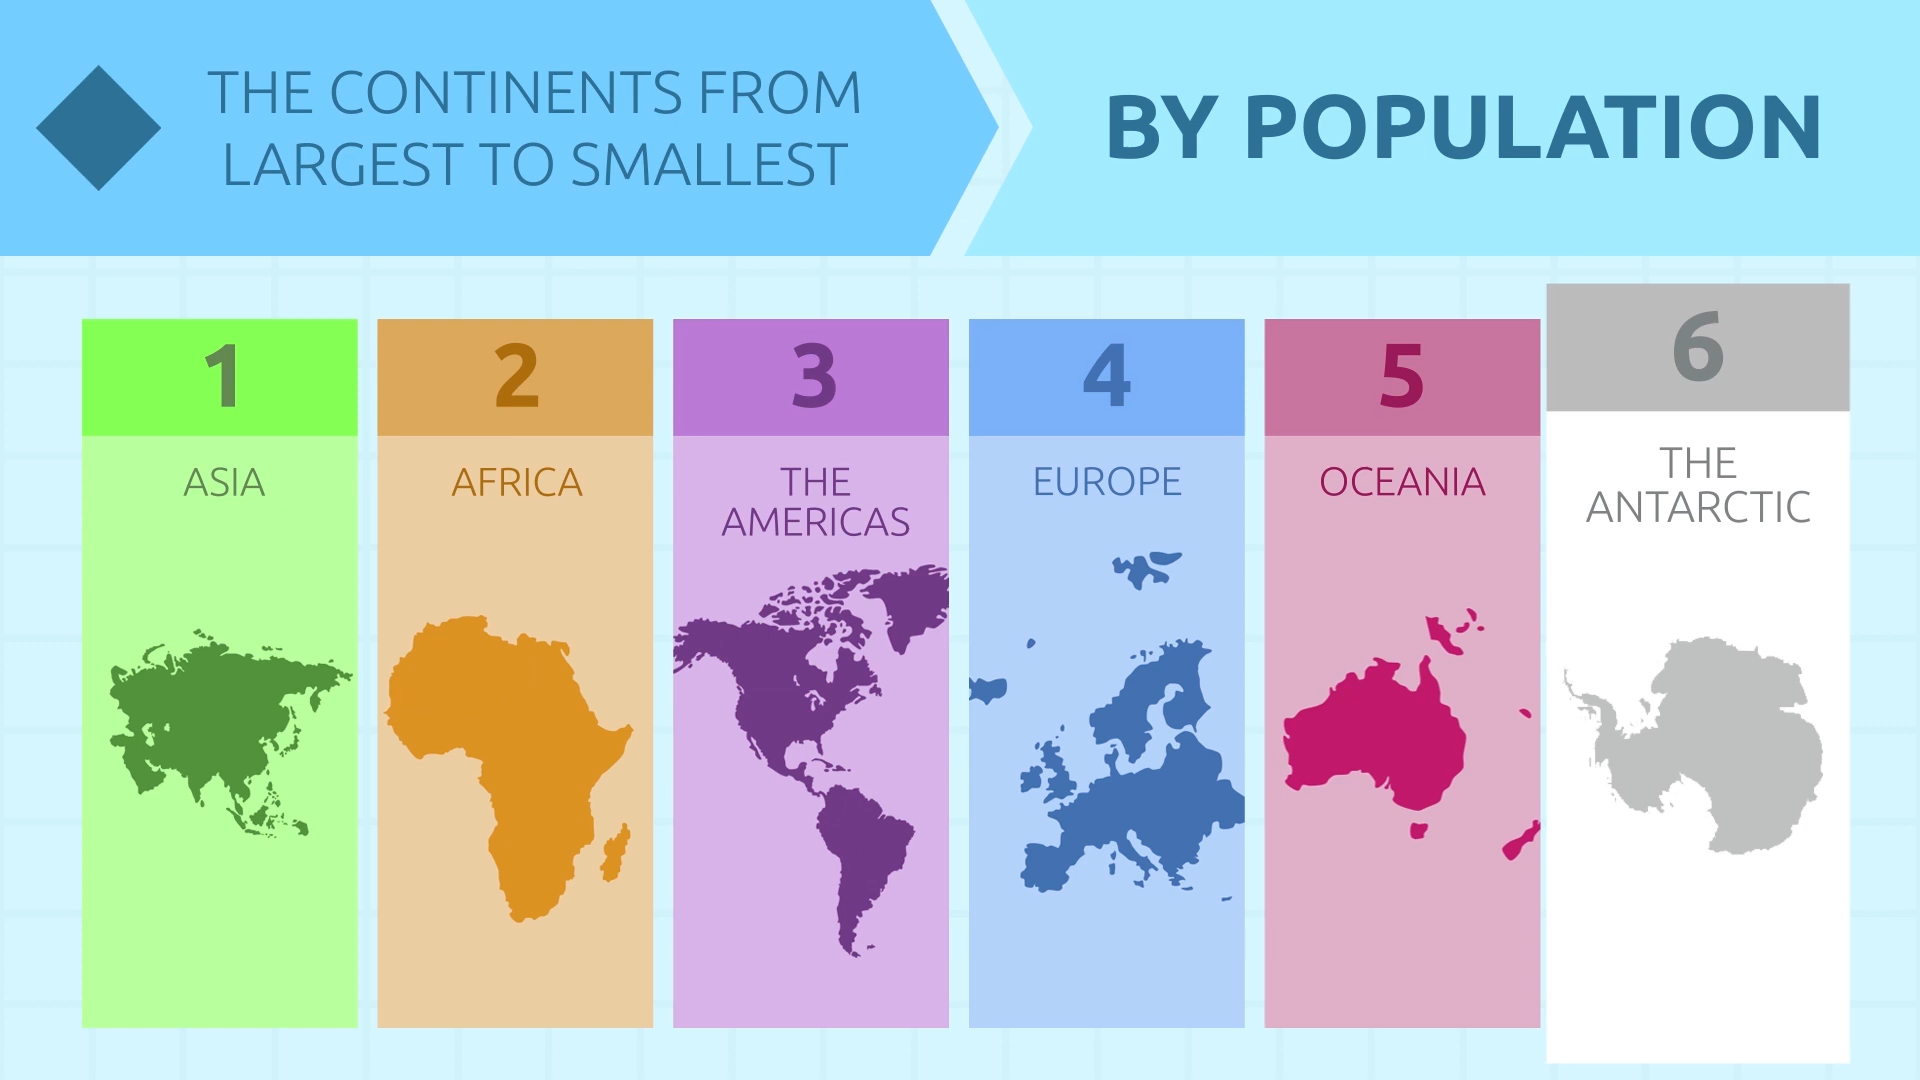 THE CONTINENTS FROM
LARGEST TO SMALLEST
BY POPULATION
1
ASIA
2
AFRICA
3
THE
AMERICAS
4
EUROPE
5
OCEANIA
6
THE
ANTARCTIC